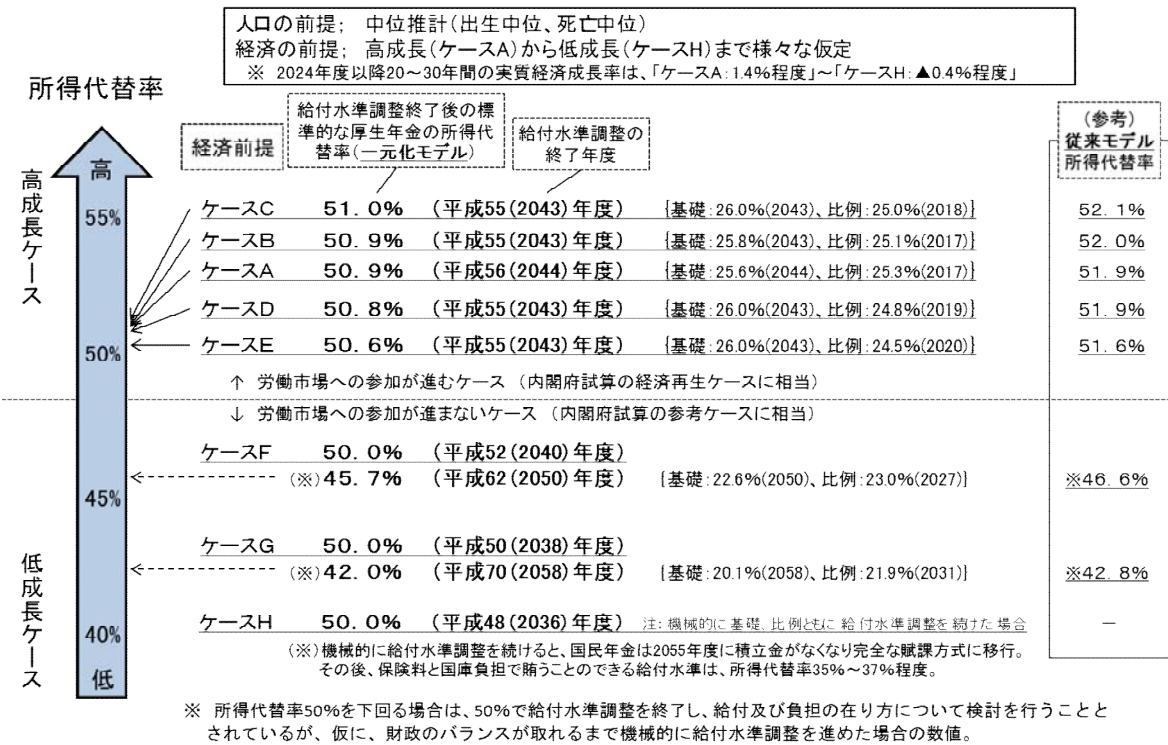 人口の前提; 中位推計(出生中位、死亡中位)
経済の前提; 高成長(ケースA)から低成長(ケースH)まで様々な仮定
※ 2024年度以降20～30年間の実質経済成長率は、「ケースA:1.4%程度」～「ケースH:▲0.4%程度」
所得代替率
経済前提
給付水準調整終了後の標
準的な厚生年金の所得代
替率(一元化モデル)
給付水準調整の
終了年度
(参考)
従来モデル
所得代替率
高
高成長ケース
55%
ケースC 51.0% (平成55(2043)年度) {基礎:26.0%(2043)、比例:25.0%(2018)} 52.1%
ケースB 50.9% (平成55(2043)年度) {基礎:25.8%(2043)、比例:25.1%(2017)} 52.0%
ケースA 50.9% (平成56(2044)年度) {基礎:25.6%(2044)、比例:25.3%(2017)} 51.9%
ケースD 50.8% (平成55(2043)年度) {基礎:26.0%(2043)、比例:24.8%(2019)} 51.9%
50%
ケースE 50.6% (平成55(2043)年度) {基礎:26.0%(2043)、比例:24.5%(2020)} 51.6%
↑ 労働市場への参加が進むケース (内閣府試算の経済再生ケースに相当)
↓ 労働市場への参加が進まないケース (内閣府試算の参考ケースに相当)
ケースF 50.0% (平成52(2040)年度)
(※)45.7% (平成62(2050)年度) {基礎:22.6%(2050)、比例:23.0%(2027)} ※46.6%
45%
ケースG 50.0% (平成50(2038)年度)
(※)42.0% (平成70(2058)年度) {基礎:20.1%(2058)、比例:21.9%(2031)} ※42.8%
低成長ケース
40%
ケースH 50.0% (平成48(2036)年度) 注:機械的に基礎、比例ともに給付水準調整を続けた場合 －
(※)機械的に給付水準調整を続けると、国民年金は2055年度に積立金がなくなり完全な賦課方式に移行。
その後、保険料と国庫負担で賄うことのできる給付水準は、所得代替率35%～37%程度。
低
※ 所得代替率50%を下回る場合は、50%で給付水準調整を終了し、給付及び負担の在り方について検討を行うことと
されているが、仮に、財政のバランスが取れるまで機械的に給付水準調整を進めた場合の数値。